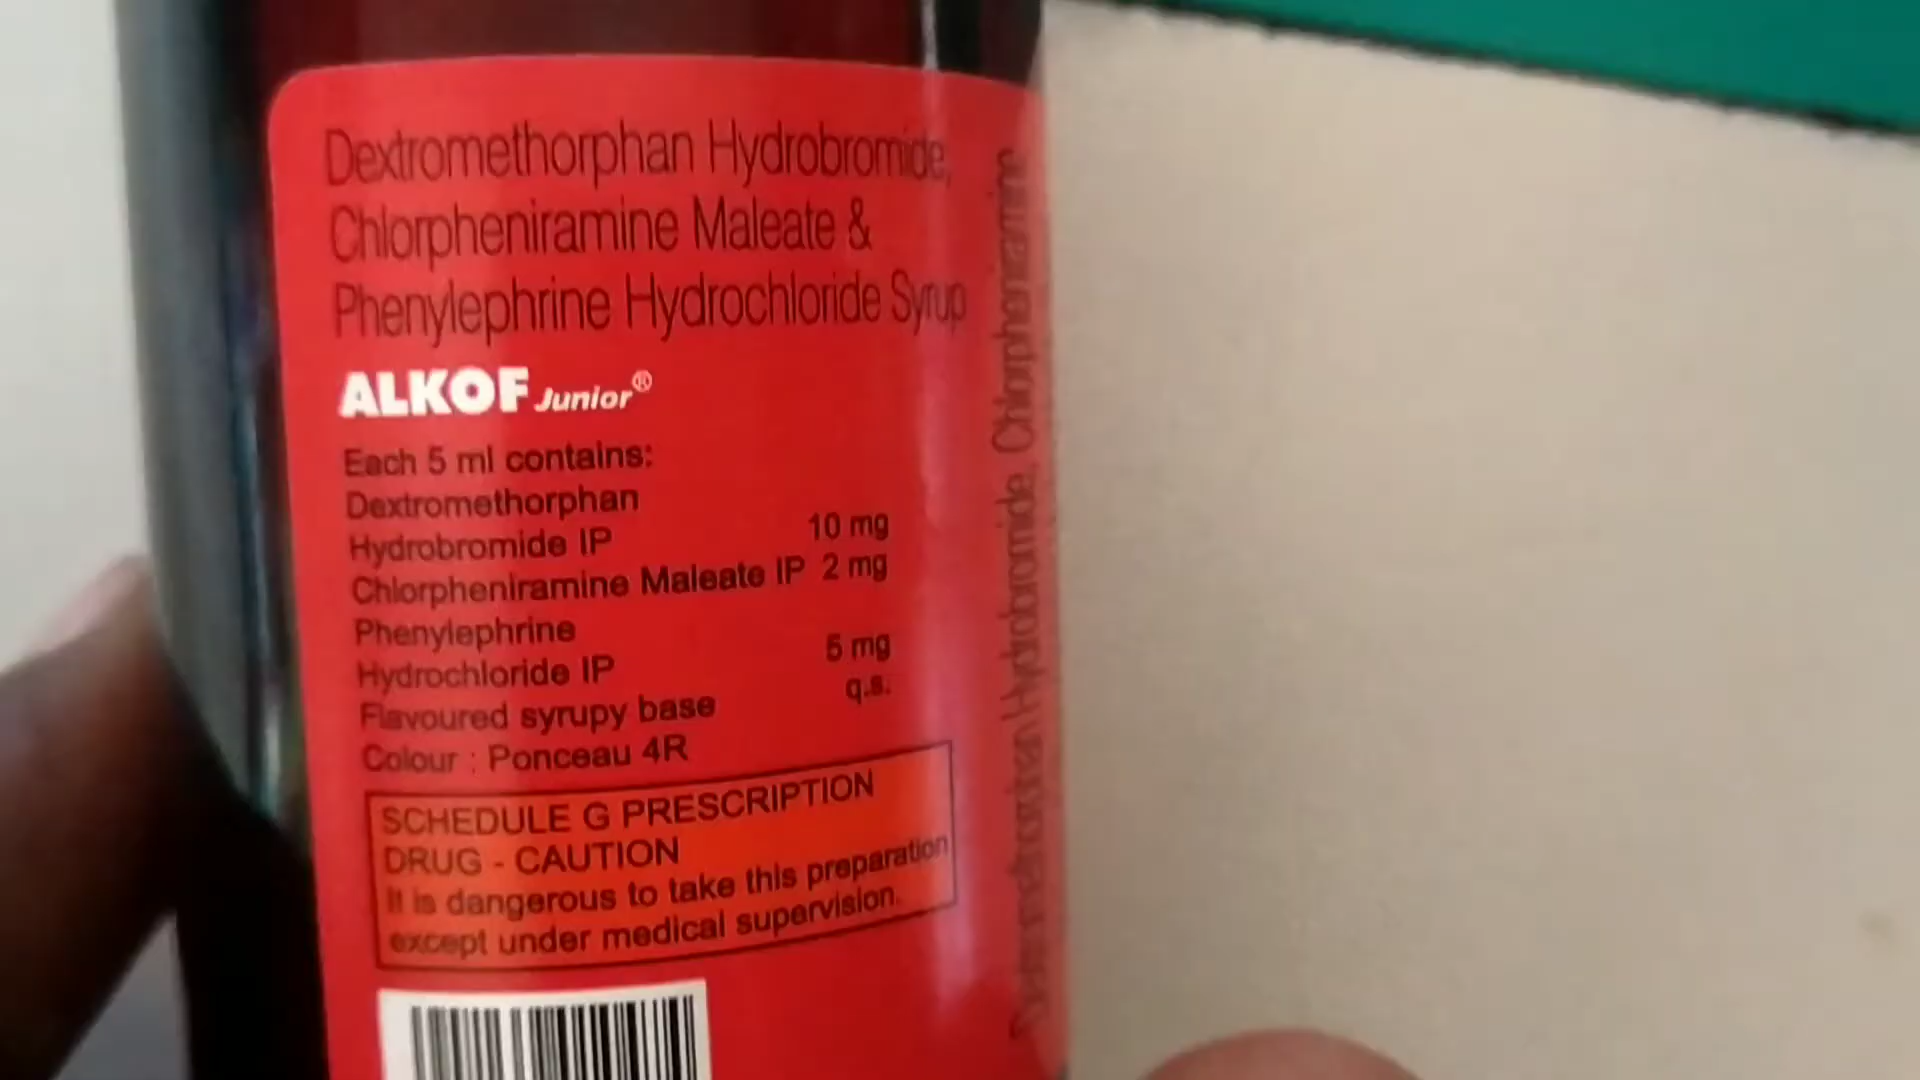 Dextromethorphan Hydrobromide,
Chlorpheniramine Maleate &
Phenylephrine Hydrochloride Syrup
ALKOF Junior®
Each 5 ml contains:
Dextromethorphan
Hydrobromide IP 10 mg
Chlorpheniramine Maleate IP 2 mg
Phenylephrine
Hydrochloride IP 5 mg
Flavoured syrupy base q.s.
Colour : Ponceau 4R
SCHEDULE G PRESCRIPTION
DRUG - CAUTION
It is dangerous to take this preparation
except under medical supervision.
Dextromethorphan Hydrobromide, Chlorpheniramine